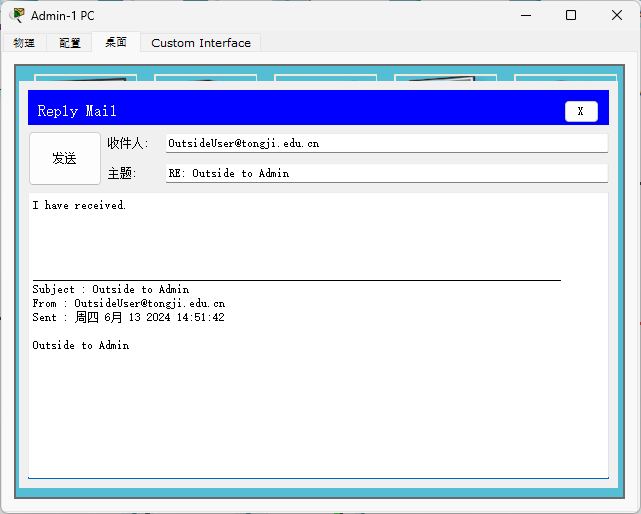 Admin-1 PC
物理 配置 桌面 Custom Interface
Reply Mail X
发送
收件人: OutsideUser@tongji.edu.cn
主题: RE: Outside to Admin
I have received.
Subject : Outside to Admin
From : OutsideUser@tongji.edu.cn
Sent : 周四 6月 13 2024 14:51:42
Outside to Admin